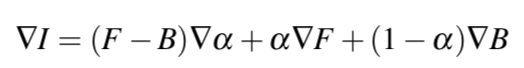 ∇I = (F − B)∇α + α∇F + (1 − α)∇B